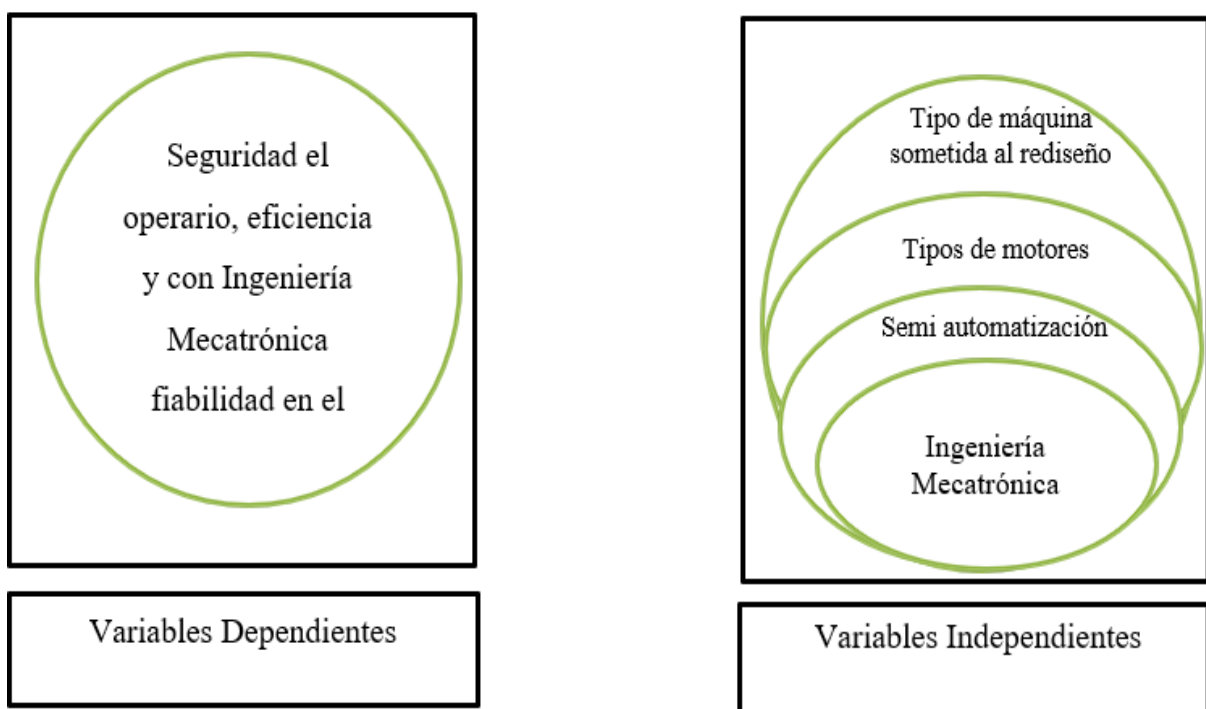 Seguridad el
operario, eficiencia
y con Ingeniería
Mecatrónica
fiabilidad en el
Variables Dependientes
Tipo de máquina
sometida al rediseño
Tipos de motores
Semi automatización
Ingeniería
Mecatrónica
Variables Independientes